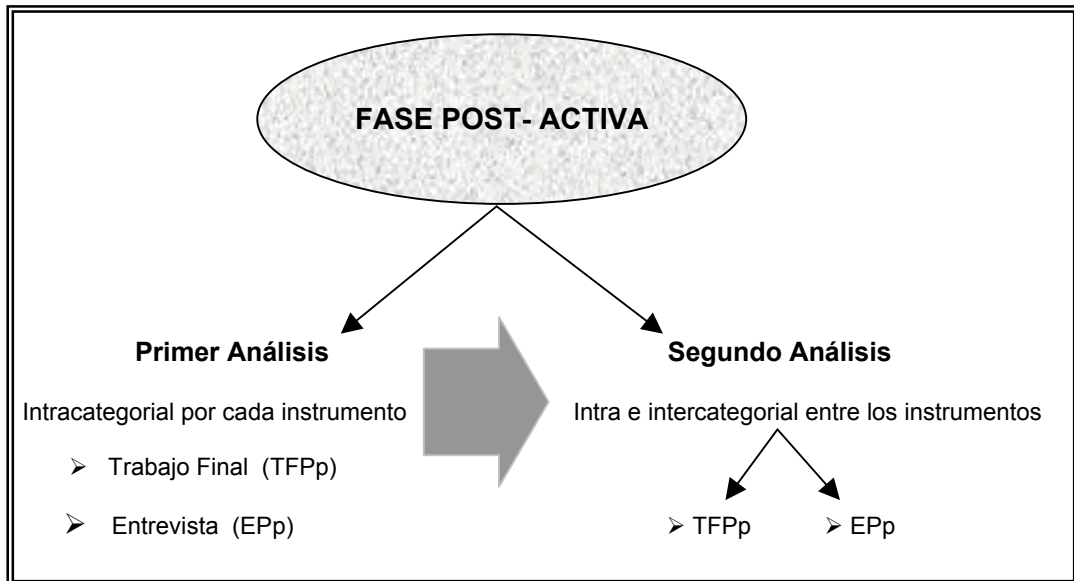 FASE POST- ACTIVA
Primer Análisis
Intracategorial por cada instrumento
➢ Trabajo Final (TFPp)
➢ Entrevista (EPp)
Segundo Análisis
Intra e intercategorial entre los instrumentos
➢ TFPp ➢ EPp